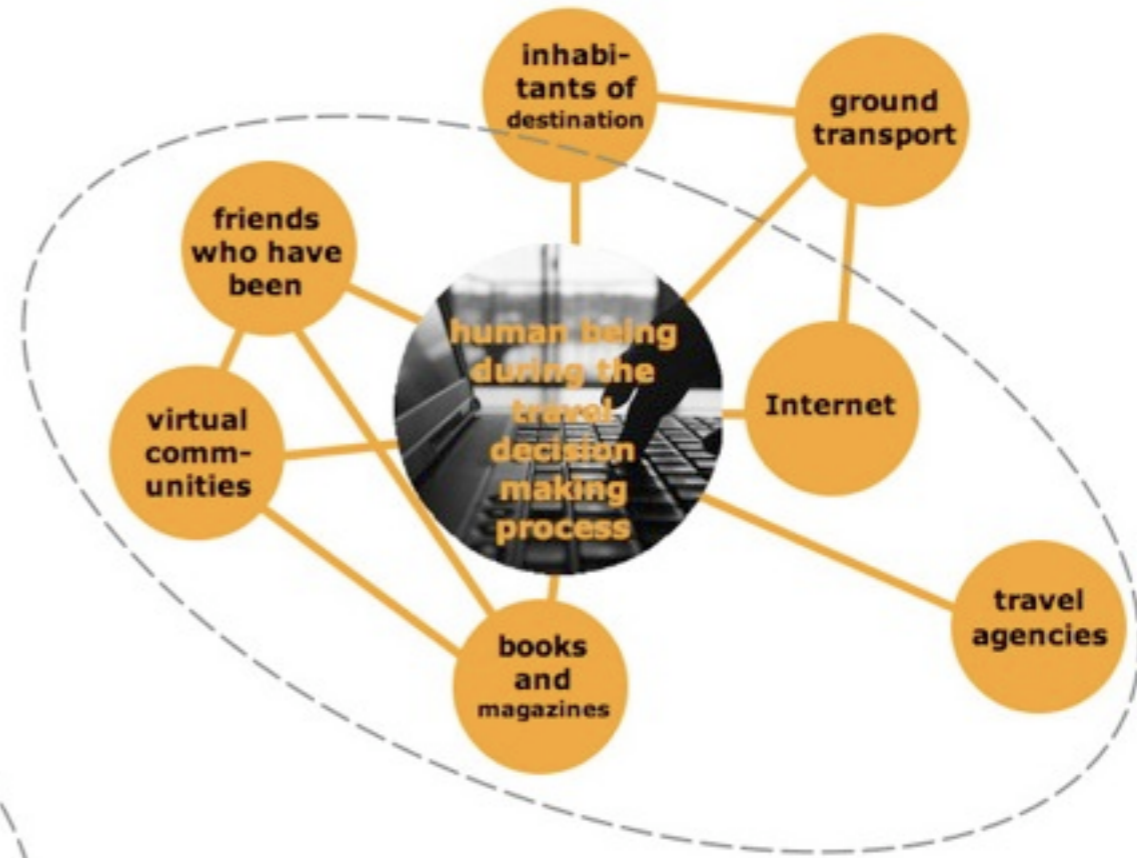 inhabi-
tants of
destination
ground
transport
friends
who have
been
human being
during the
travel
decision
making
process
Internet
virtual
comm-
unities
travel
agencies
books
and
magazines